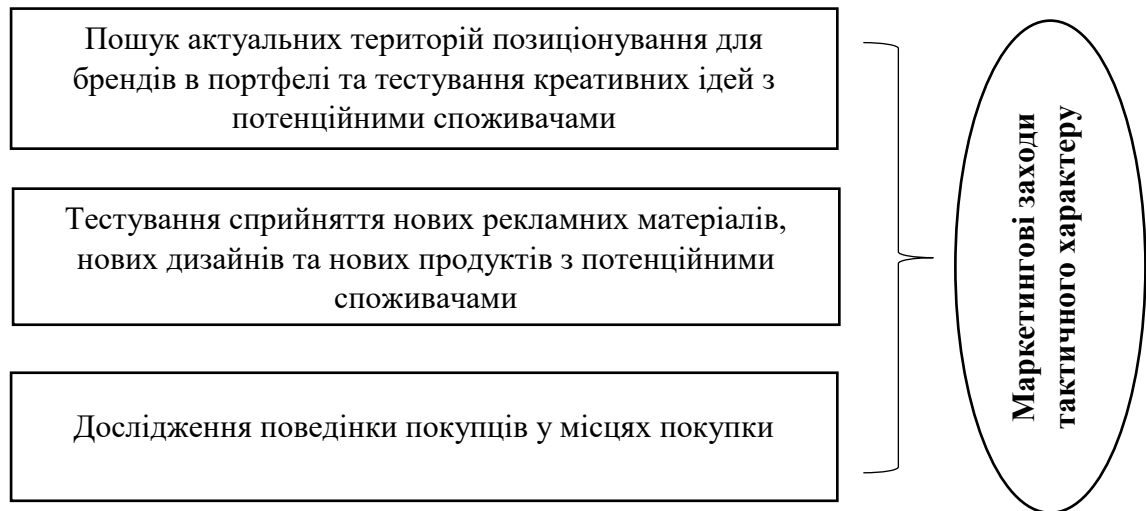 Пошук актуальних територій позиціонування для
брендів в портфелі та тестування креативних ідей з
потенційними споживачами
Тестування сприйняття нових рекламних матеріалів,
нових дизайнів та нових продуктів з потенційними
споживачами
Дослідження поведінки покупців у місцях покупки
Маркетингові заходи
тактичного характеру